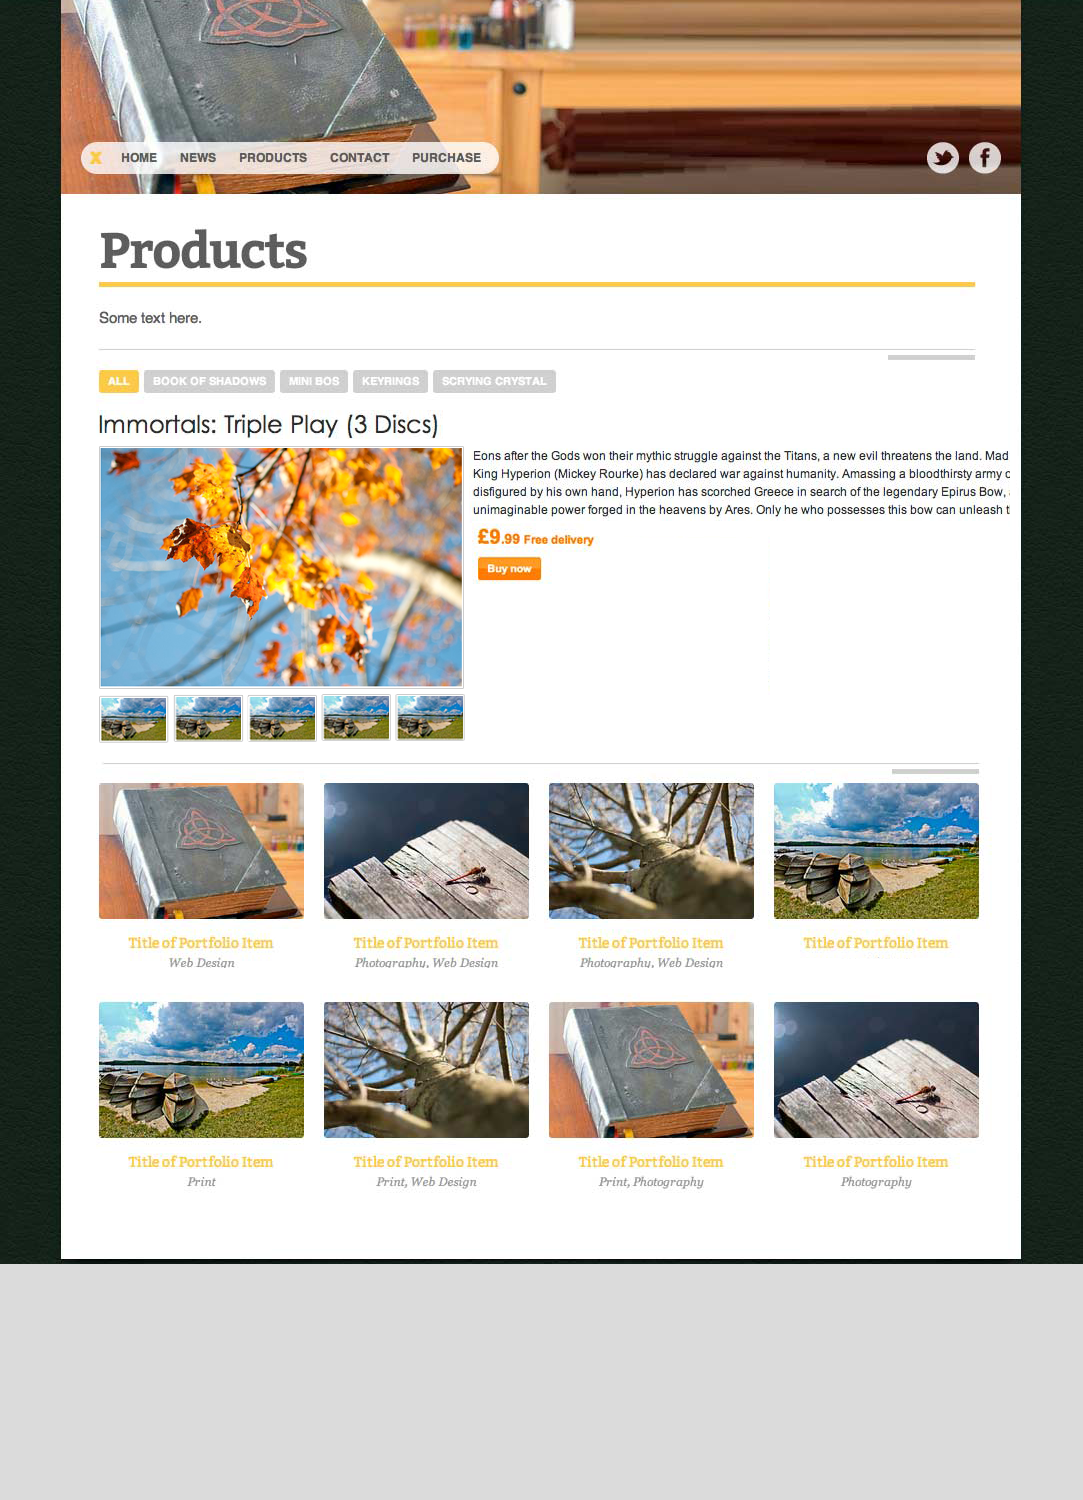 X HOME NEWS PRODUCTS CONTACT PURCHASE
Products
Some text here.
ALL BOOK OF SHADOWS MINI BOS KEYRINGS SCRYING CRYSTAL
Immortals: Triple Play (3 Discs)
Eons after the Gods won their mythic struggle against the Titans, a new evil threatens the land. Mad
King Hyperion (Mickey Rourke) has declared war against humanity. Amassing a bloodthirsty army
disfigured by his own hand, Hyperion has scorched Greece in search of the legendary Epirus Bow,
unimaginable power forged in the heavens by Ares. Only he who possesses this bow can unleash
£9.99 Free delivery
Buy now
Title of Portfolio Item Title of Portfolio Item Title of Portfolio Item Title of Portfolio Item
Web Design Photography, Web Design Photography, Web Design
Title of Portfolio Item Title of Portfolio Item Title of Portfolio Item Title of Portfolio Item
Print Print, Web Design Print, Photography Photography